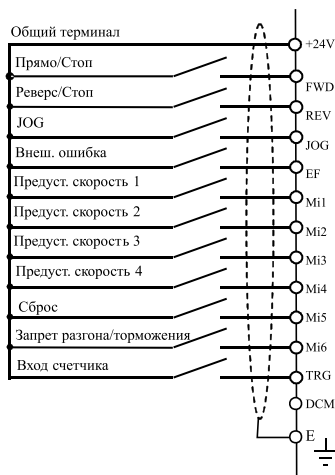 Общий терминал
+24V
Прямо/Стоп
FWD
Реверс/Стоп
REV
JOG
JOG
Внеш. ошибка
EF
Предуст. скорость 1
Mi1
Предуст. скорость 2
Mi2
Предуст. скорость 3
Mi3
Предуст. скорость 4
Mi4
Сброс
Mi5
Запрет разгона/торможения
Mi6
Вход счетчика
TRG
DCM
E